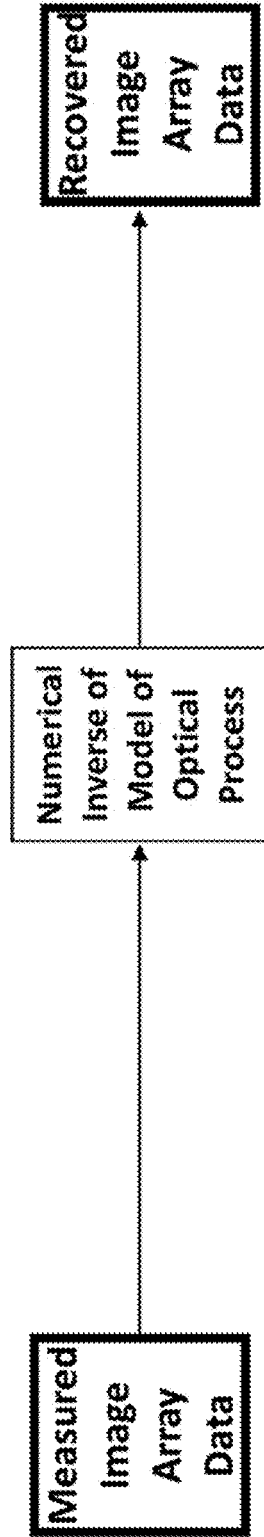 Measured
Image
Array
Data
Numerical
Inverse of
Model of
Optical
Process
Recovered
Image
Array
Data